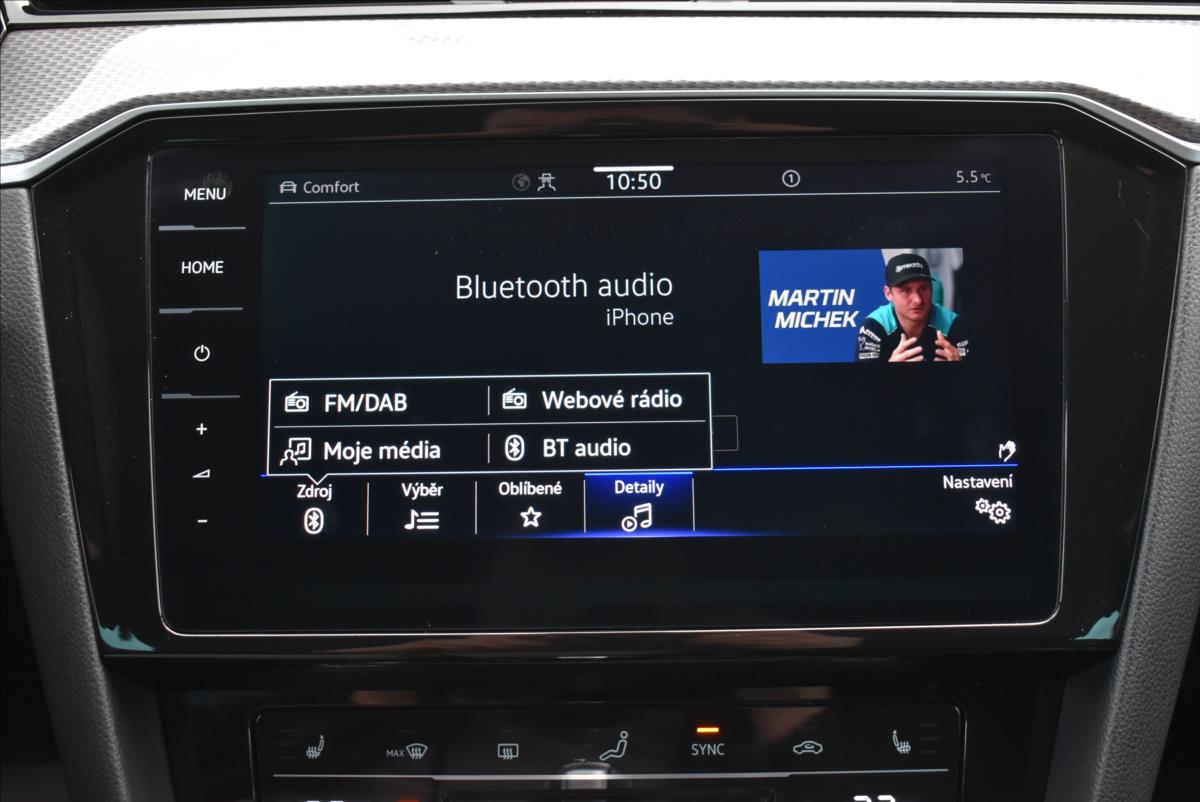 MENU
HOME
+
-
Comfort
10:50
1
5.5°C
Bluetooth audio
iPhone
MARTIN
MICHEK
FM/DAB
Webové rádio
Moje média
BT audio
Zdroj
Výběr
Oblíbené
Detaily
Nastavení
MAX
SYNC